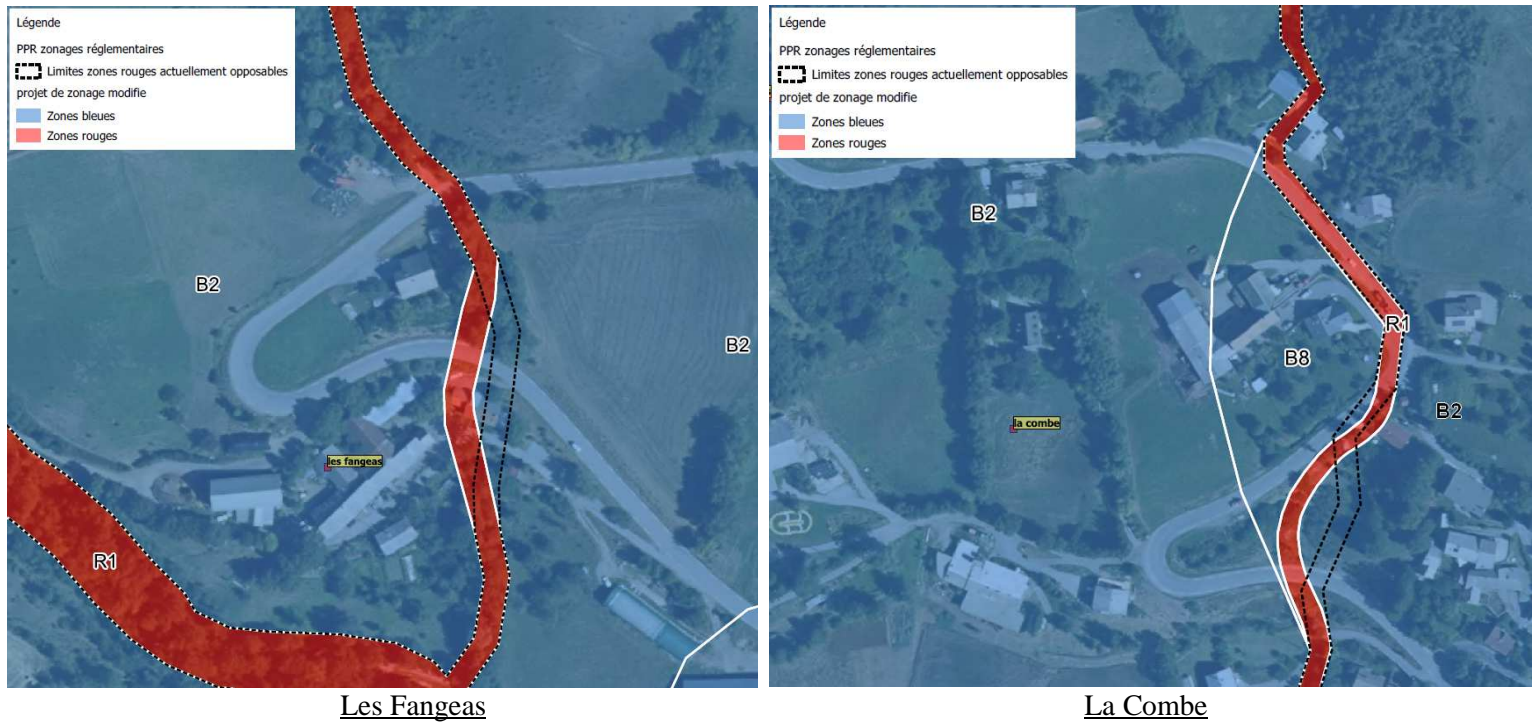 Légende
PPR zonages réglementaires
Limites zones rouges actuellement opposables
projet de zonage modifie
Zones bleues
Zones rouges
B2
B2
les fangeas
R1
Les Fangeas
Légende
PPR zonages réglementaires
Limites zones rouges actuellement opposables
projet de zonage modifie
Zones bleues
Zones rouges
B2
R1
B8
B2
la combe
La Combe